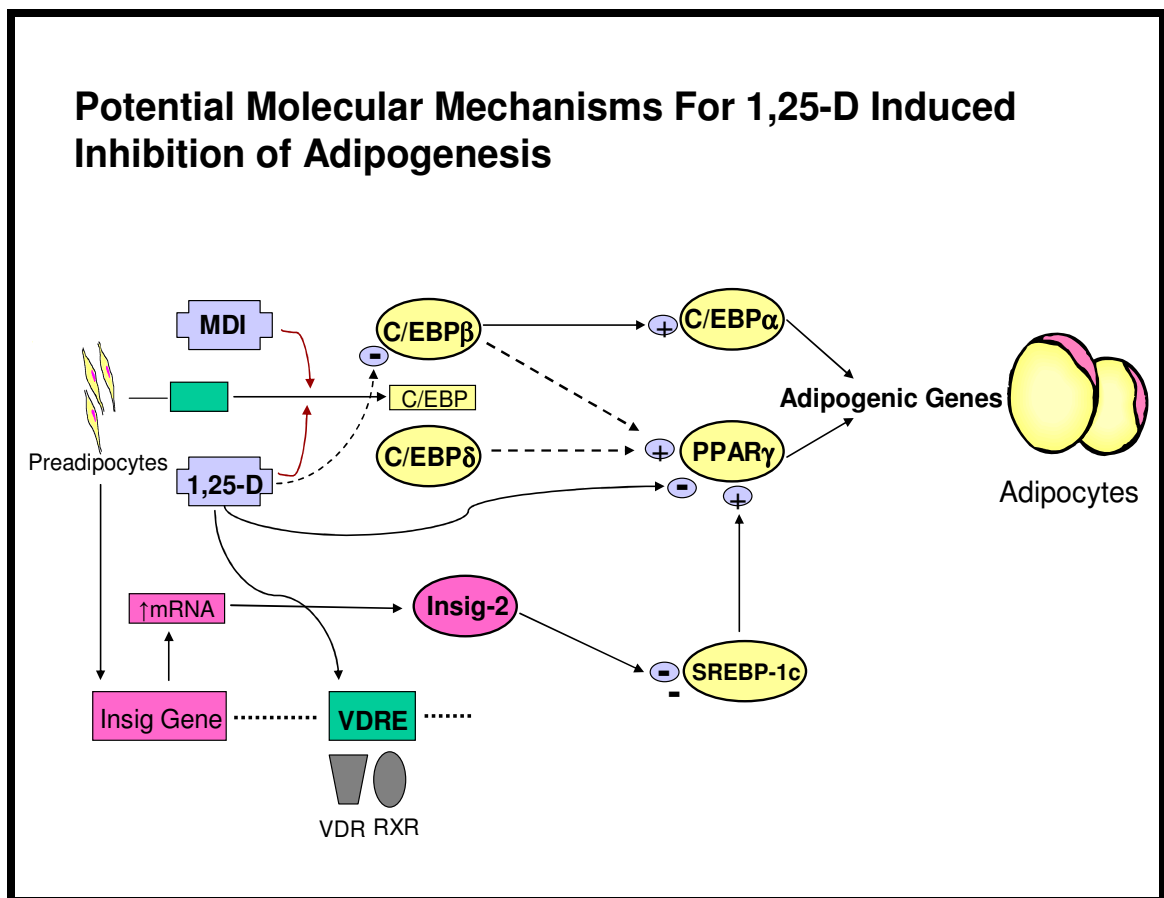 Potential Molecular Mechanisms For 1,25-D Induced
Inhibition of Adipogenesis
MDI
C/EBPβ
+
C/EBPα
-
C/EBP
Adipogenic Genes
Preadipocytes
1,25-D
C/EBPδ
+
PPARγ
-
+
Adipocytes
↑mRNA
Insig-2
-
-
SREBP-1c
Insig Gene
VDRE
VDR
RXR